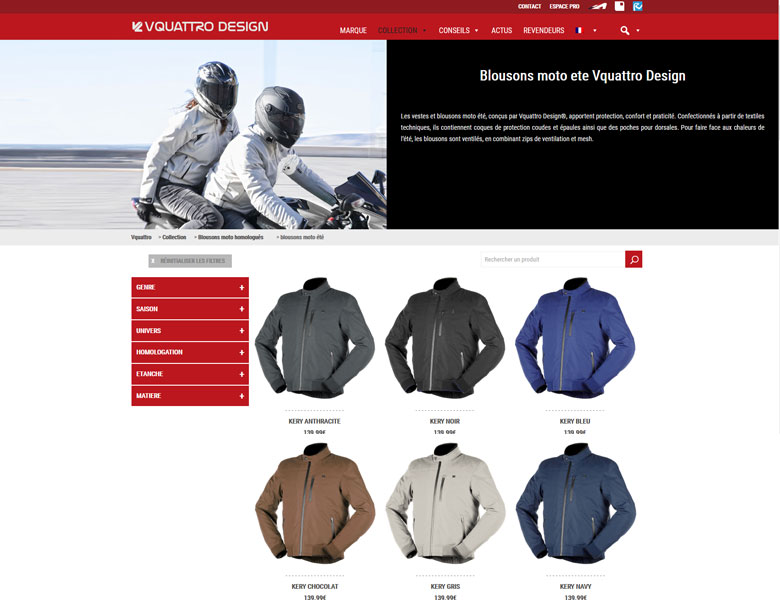 CONTACT ESPACE PRO
VQUATTRO DESIGN
MARQUE COLLECTION CONSEILS ACTUS REVENDEURS
Blousons moto ete Vquattro Design
Les vestes et blousons moto été, conçus par Vquattro Design®, apportent protection, confort et praticité. Confectionnés à partir de textiles
techniques, ils contiennent coques de protection coudes et épaules ainsi que des poches pour dorsales. Pour faire face aux chaleurs de
l'été, les blousons sont ventilés, en combinant zips de ventilation et mesh.
Vquattro » Collection » Blousons moto homologués » blousons moto été
X RÉINITIALISER LES FILTRES
Rechercher un produit
GENRE +
SAISON +
UNIVERS +
HOMOLOGATION +
ETANCHE +
MATIERE +
KERY ANTHRACITE KERY NOIR KERY BLEU
139.99€ 139.99€ 139.99€
KERY CHOCOLAT KERY GRIS KERY NAVY
139.99€ 139.99€ 139.99€